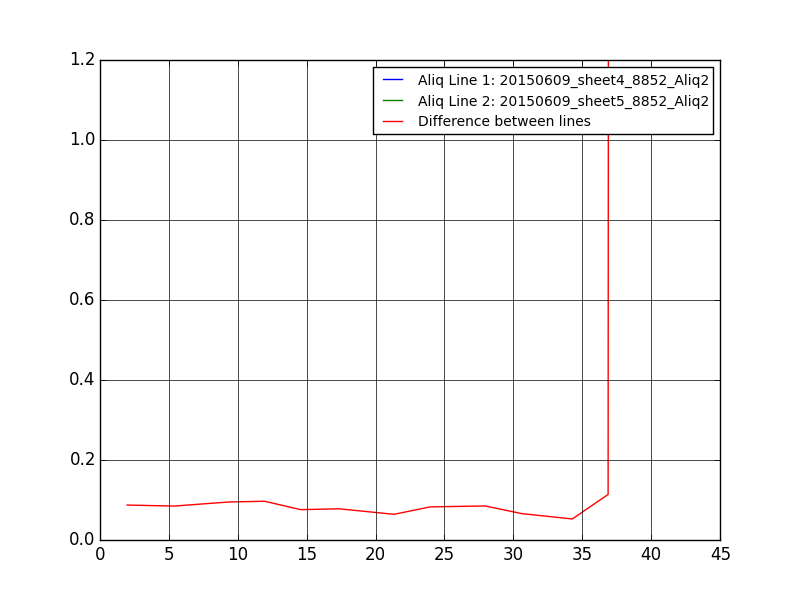 1.2
Aliq Line 1: 20150609_sheet4_8852_Aliq2
Aliq Line 2: 20150609_sheet5_8852_Aliq2
Difference between lines
1.0
0.8
0.6
0.4
0.2
0.0
0 5 10 15 20 25 30 35 40 45